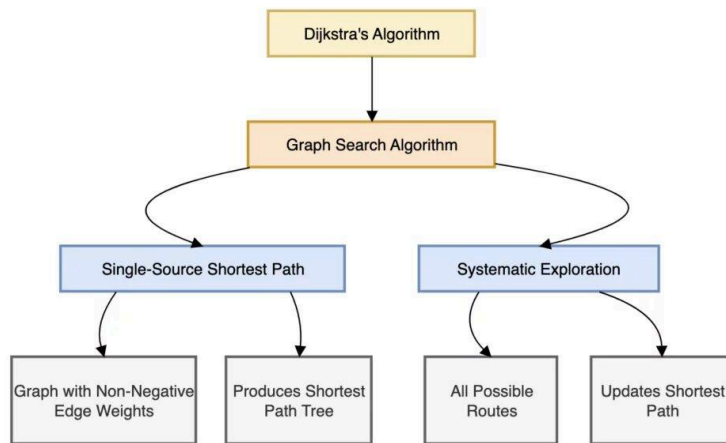 Dijkstra's Algorithm
Graph Search Algorithm
Single-Source Shortest Path
Systematic Exploration
Graph with Non-Negative
Edge Weights
Produces Shortest
Path Tree
All Possible
Routes
Updates Shortest
Path